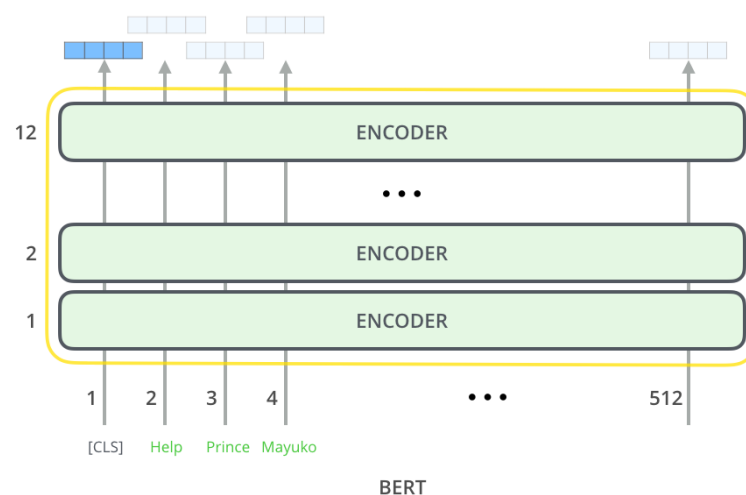 12 ENCODER
•••
2 ENCODER
1 ENCODER
1 2 3 4 ••• 512
[CLS] Help Prince Mayuko
BERT